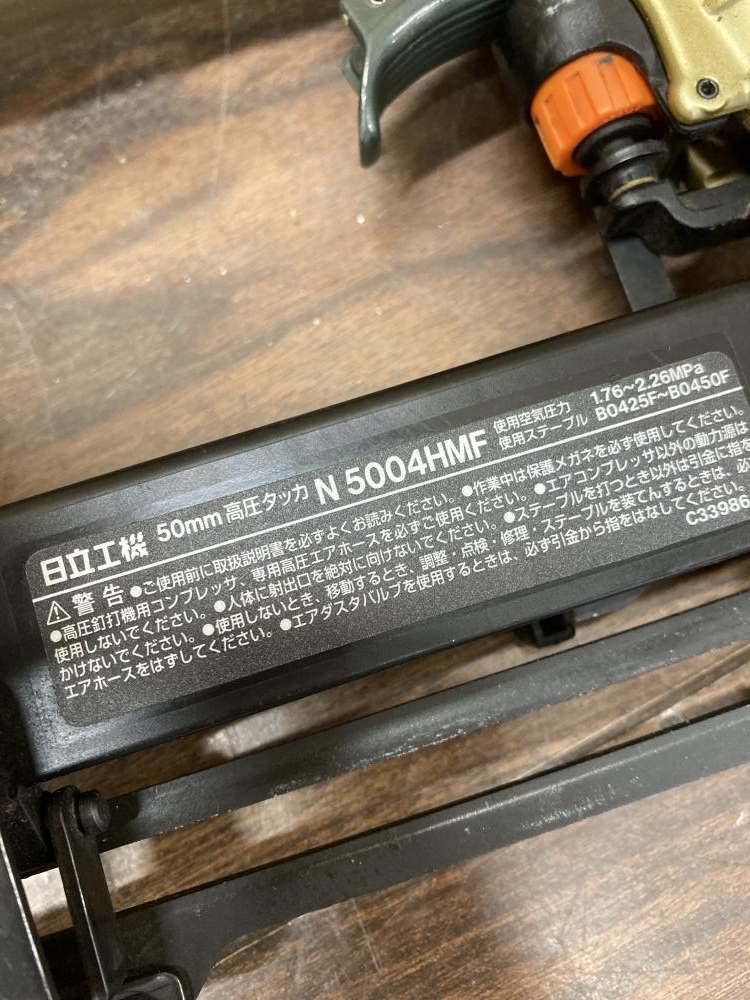 日立工機 50mm 高圧タッカ N 5004HMF 使用空気圧力 1.76～2.26MPa
使用ステープル B0425F～B0450F
⚠警告 ●ご使用前に取扱説明書を必ずよくお読みください。●作業中は保護メガネを必ず使用してください。
●高圧釘打機用コンプレッサ、専用高圧エアホースを必ずご使用ください。●エアコンプレッサ以外の動力源は
使用しないでください。●人体に射出口を絶対に向けないでください。●ステープルを打つとき以外は引金に指を
かけないでください。●使用しないとき、移動するとき、調整・点検・修理・ステープルを装てんするときは、必
エアホースをはずしてください。●エアダスタバルブを使用するときは、必ず引金から指をはなしてください。
C33986